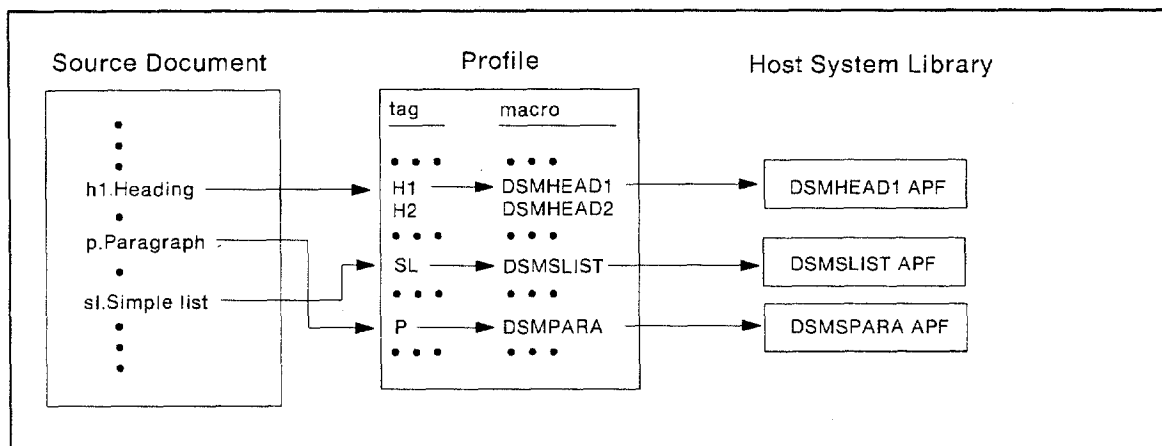 Source Document
Profile
Host System Library
tag macro
h1.Heading
H1 DSMHEAD1
DSMHEAD1 APF
H2 DSMHEAD2
p.Paragraph
SL DSMSLIST
DSMSLIST APF
sl.Simple list
P DSMPARA
DSMSPARA APF